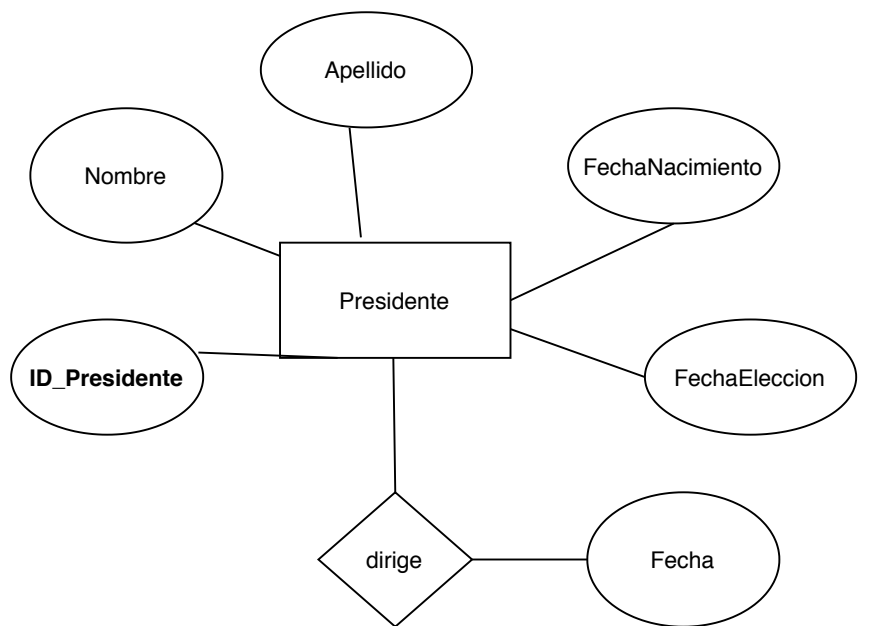 Apellido
Nombre
FechaNacimiento
Presidente
ID_Presidente
FechaEleccion
dirige
Fecha